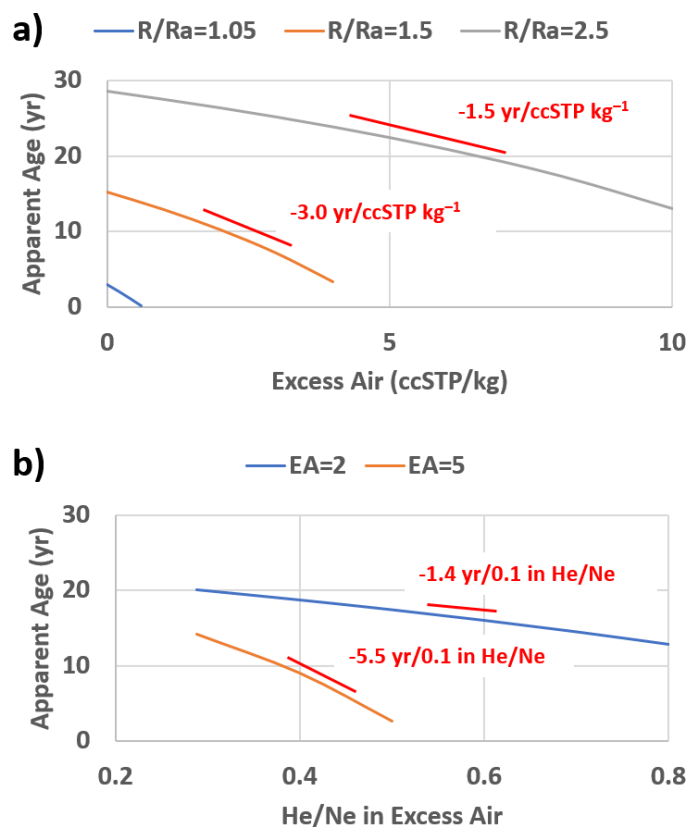 a)
R/Ra=1.05 R/Ra=1.5 R/Ra=2.5
30
20
10
0
Apparent Age (yr)
-1.5 yr/ccSTP kg⁻¹
-3.0 yr/ccSTP kg⁻¹
0 5 10
Excess Air (ccSTP/kg)
b)
EA=2 EA=5
30
20
10
0
Apparent Age (yr)
-1.4 yr/0.1 in He/Ne
-5.5 yr/0.1 in He/Ne
0.2 0.4 0.6 0.8
He/Ne in Excess Air